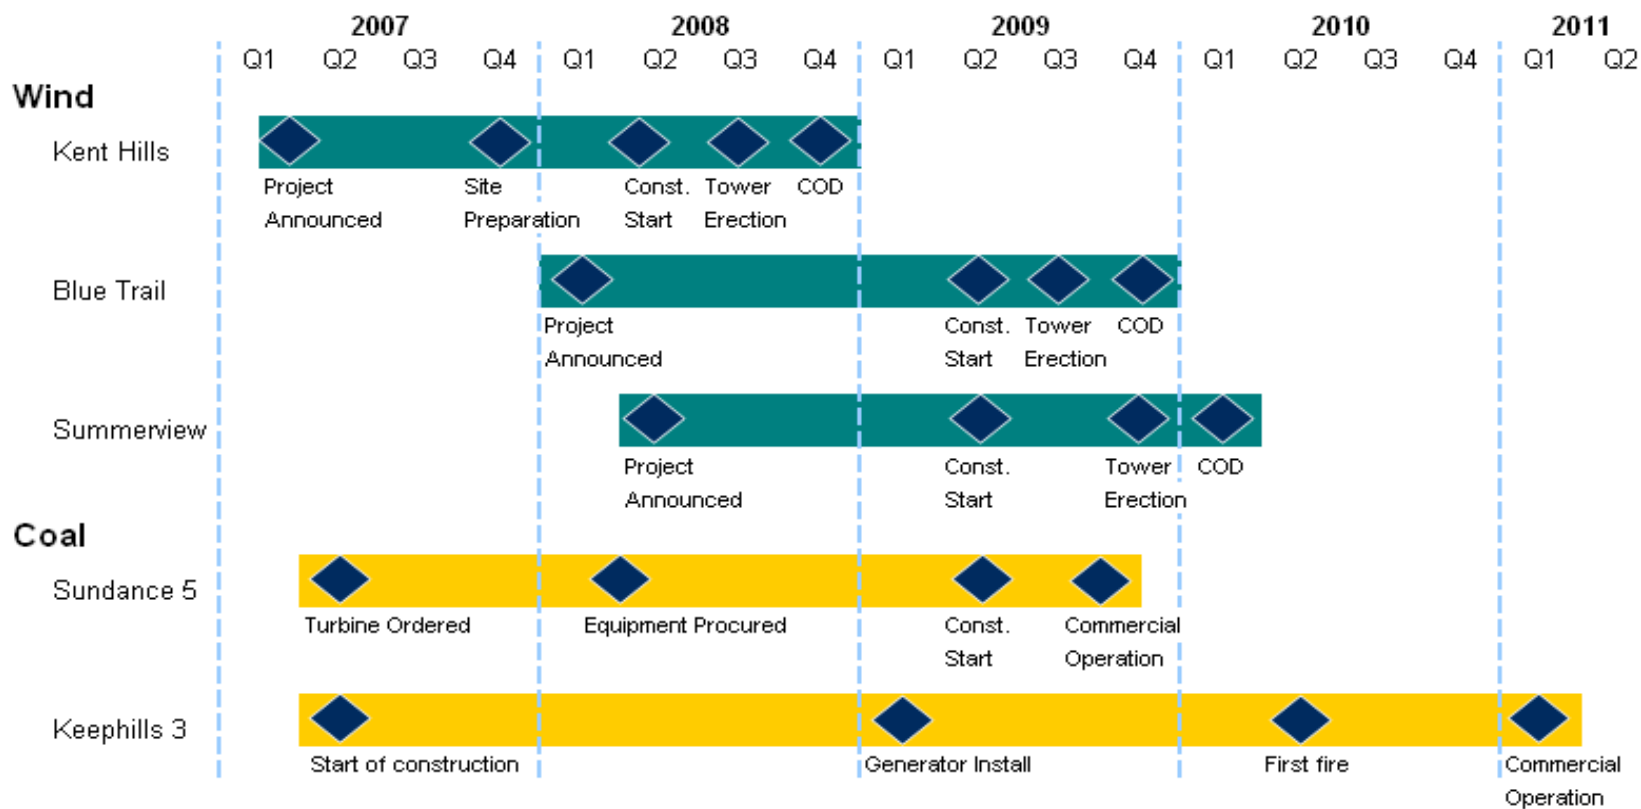 2007 2008 2009 2010 2011
Q1 Q2 Q3 Q4 Q1 Q2 Q3 Q4 Q1 Q2 Q3 Q4 Q1 Q2 Q3 Q4 Q1 Q2
Wind
Kent Hills
Project Site Const. Tower COD
Announced Preparation Start Erection
Blue Trail
Project Const. Tower COD
Announced Start Erection
Summerview
Project Const. Tower COD
Announced Start Erection
Coal
Sundance 5
Turbine Ordered Equipment Procured Const. Commercial
Start Operation
Keephills 3
Start of construction Generator Install First fire Commercial
Operation